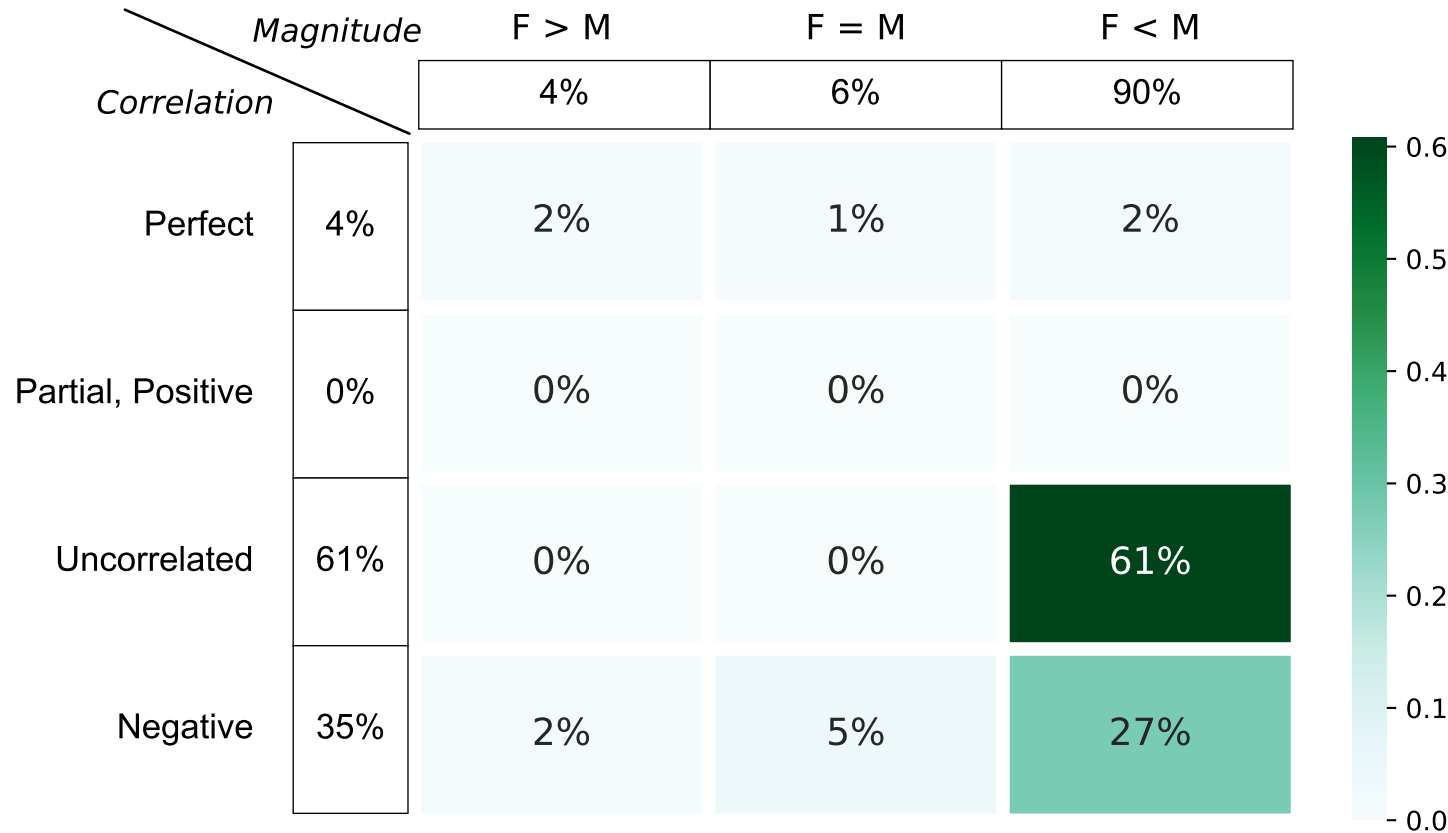 Magnitude F > M F = M F < M
Correlation 4% 6% 90%
Perfect 4% 2% 1% 2%
Partial, Positive 0% 0% 0% 0%
Uncorrelated 61% 0% 0% 61%
Negative 35% 2% 5% 27%
0.6
0.5
0.4
0.3
0.2
0.1
0.0